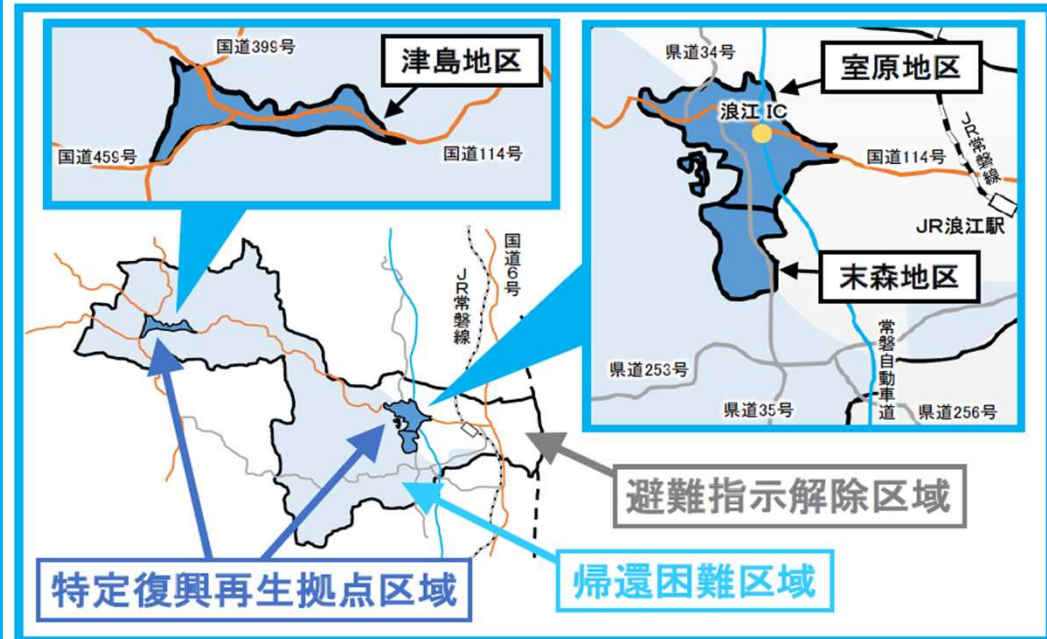 国道399号
津島地区
国道459号
国道114号
県道34号
室原地区
浪江 IC
JR常磐線
国道114号
JR浪江駅
末森地区
常磐自動車道
県道253号
県道35号
県道256号
国道6号
JR常磐線
避難指示解除区域
特定復興再生拠点区域
帰還困難区域